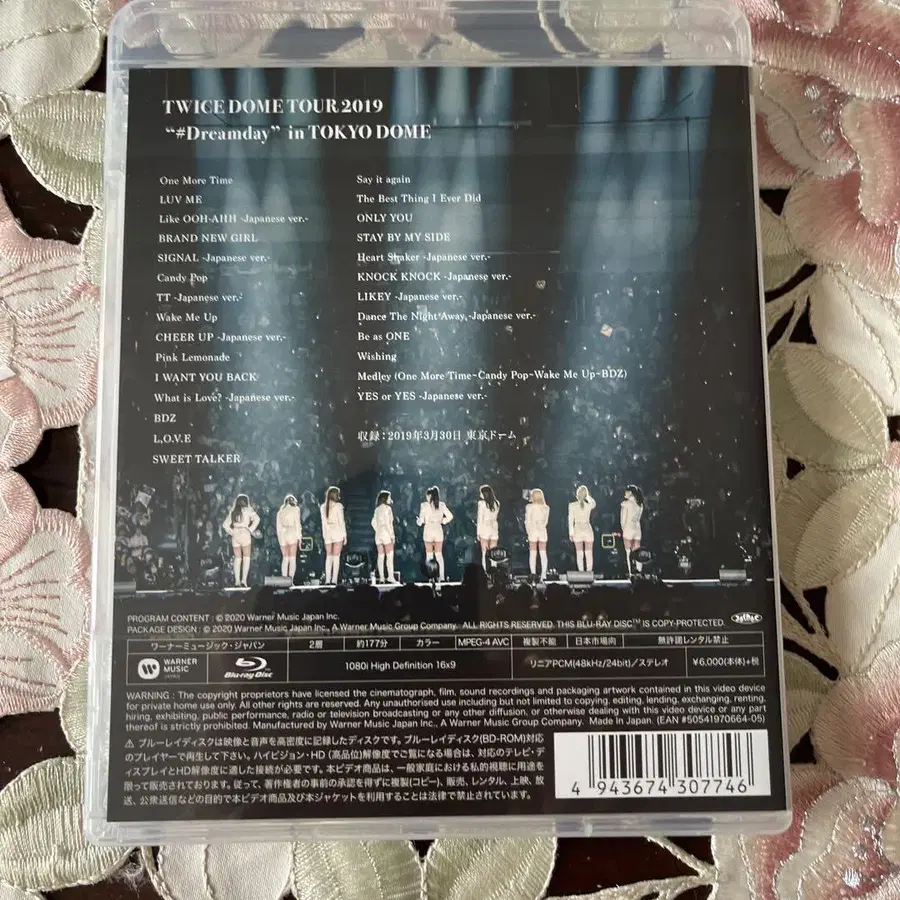 TWICE DOME TOUR 2019
“#Dreamday” in TOKYO DOME
One More Time
LUV ME
Like OOH-AHH -Japanese ver.-
BRAND NEW GIRL
SIGNAL -Japanese ver.-
Candy Pop
TT -Japanese ver.-
Wake Me Up
CHEER UP -Japanese ver.-
Pink Lemonade
I WANT YOU BACK
What is Love? -Japanese ver.-
BDZ
L.O.V.E
SWEET TALKER
Say it again
The Best Thing I Ever Did
ONLY YOU
STAY BY MY SIDE
Heart Shaker -Japanese ver.-
KNOCK KNOCK -Japanese ver.-
LIKEY -Japanese ver.-
Dance The Night Away -Japanese ver.-
Be as ONE
Wishing
Medley (One More Time~Candy Pop~Wake Me Up~BDZ)
YES or YES -Japanese ver.-
収録：2019年3月30日 東京ドーム
PROGRAM CONTENT : © 2020 Warner Music Japan Inc.
PACKAGE DESIGN : © 2020 Warner Music Japan Inc., A Warner Music Group Company. ALL RIGHTS RESERVED. THIS BLU-RAY DISC™ IS COPY-PROTECTED.
ワーナーミュージック・ジャパン 2層 約177分 カラー MPEG-4 AVC 複製不能 日本市場向 無許諾レンタル禁止
WARNER MUSIC JAPAN Blu-ray Disc 1080i High Definition 16x9 リニアPCM(48kHz/24bit)/ステレオ ¥6,000(本体)+税
WARNING : The copyright proprietors have licensed the cinematograph, film, sound recordings and packaging artwork contained in this video device
for private home use only. All other rights are reserved. Any unauthorised use including but not limited to copying, editing, lending, exchanging, renting,
hiring, exhibiting, public performance, radio or television broadcasting or any other diffusion, or otherwise dealing with this video device or any part
thereof is strictly prohibited. Manufactured by Warner Music Japan Inc., A Warner Music Group Company. Made In Japan. (EAN #50541970664-05)
⚠ ブルーレイディスクは映像と音声を高密度に記録したディスクです。ブルーレイディスク(BD-ROM)対応
のプレイヤーで再生して下さい。ハイビジョン・HD (高品位)解像度でご覧になる場合は、対応のテレビ・デ
ィスプレイとHD解像度に適した接続が必要です。本ビデオ商品は、一般家庭における私的視聴に用途を
限って販売されております。従って、著作権者の事前の承認を得ずに複製(コピー)、販売、レンタル、上映、放
送、公衆送信などの目的で本ビデオ商品及び本ジャケットを利用することは法律で禁止されています。
4 943674 307746